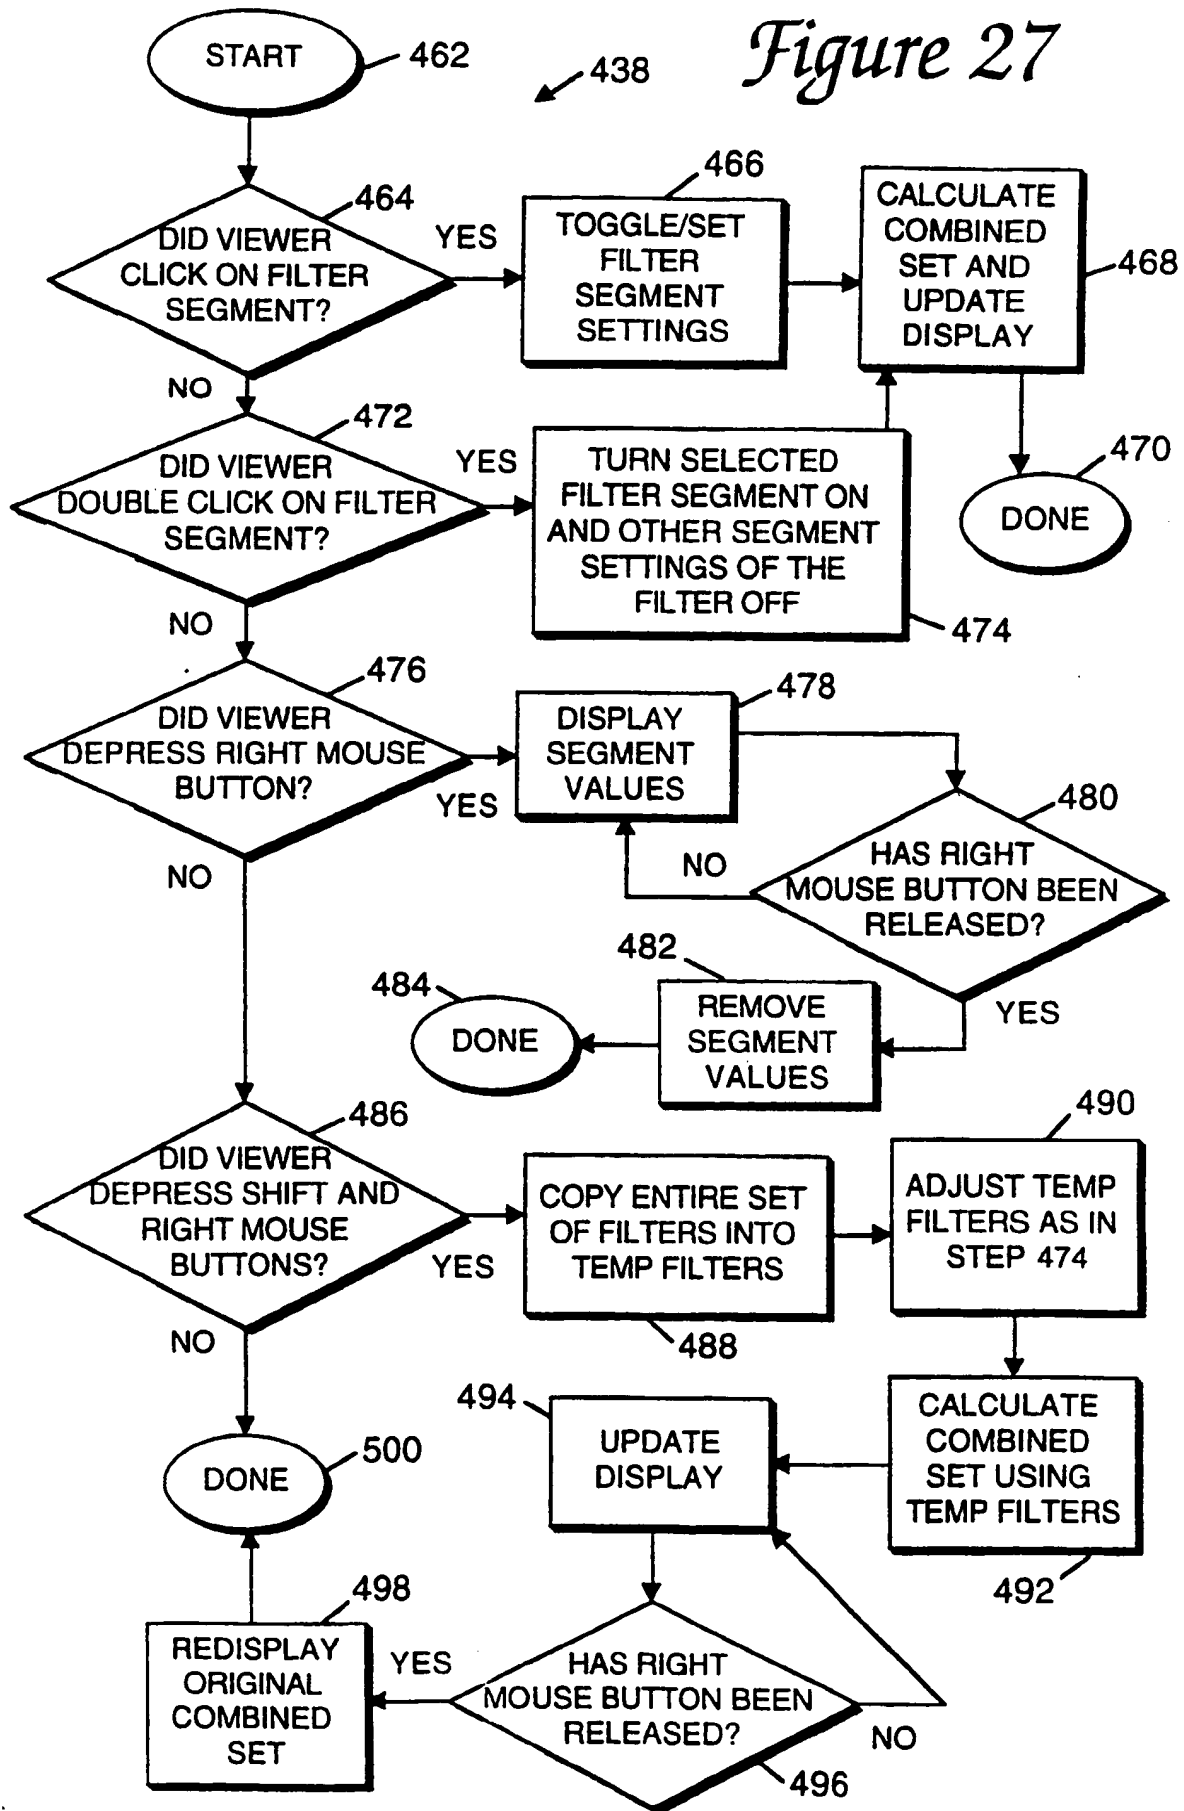 Figure 27
START
462
438
464
DID VIEWER
CLICK ON FILTER
SEGMENT?
YES
NO
466
TOGGLE/SET
FILTER
SEGMENT
SETTINGS
CALCULATE
COMBINED
SET AND
UPDATE
DISPLAY
468
470
DONE
472
DID VIEWER
DOUBLE CLICK ON FILTER
SEGMENT?
YES
NO
TURN SELECTED
FILTER SEGMENT ON
AND OTHER SEGMENT
SETTINGS OF THE
FILTER OFF
474
476
DID VIEWER
DEPRESS RIGHT MOUSE
BUTTON?
YES
NO
478
DISPLAY
SEGMENT
VALUES
480
HAS RIGHT
MOUSE BUTTON BEEN
RELEASED?
NO
YES
482
REMOVE
SEGMENT
VALUES
484
DONE
486
DID VIEWER
DEPRESS SHIFT AND
RIGHT MOUSE
BUTTONS?
YES
NO
COPY ENTIRE SET
OF FILTERS INTO
TEMP FILTERS
488
490
ADJUST TEMP
FILTERS AS IN
STEP 474
CALCULATE
COMBINED
SET USING
TEMP FILTERS
492
494
UPDATE
DISPLAY
HAS RIGHT
MOUSE BUTTON BEEN
RELEASED?
496
NO
YES
498
REDISPLAY
ORIGINAL
COMBINED
SET
500
DONE